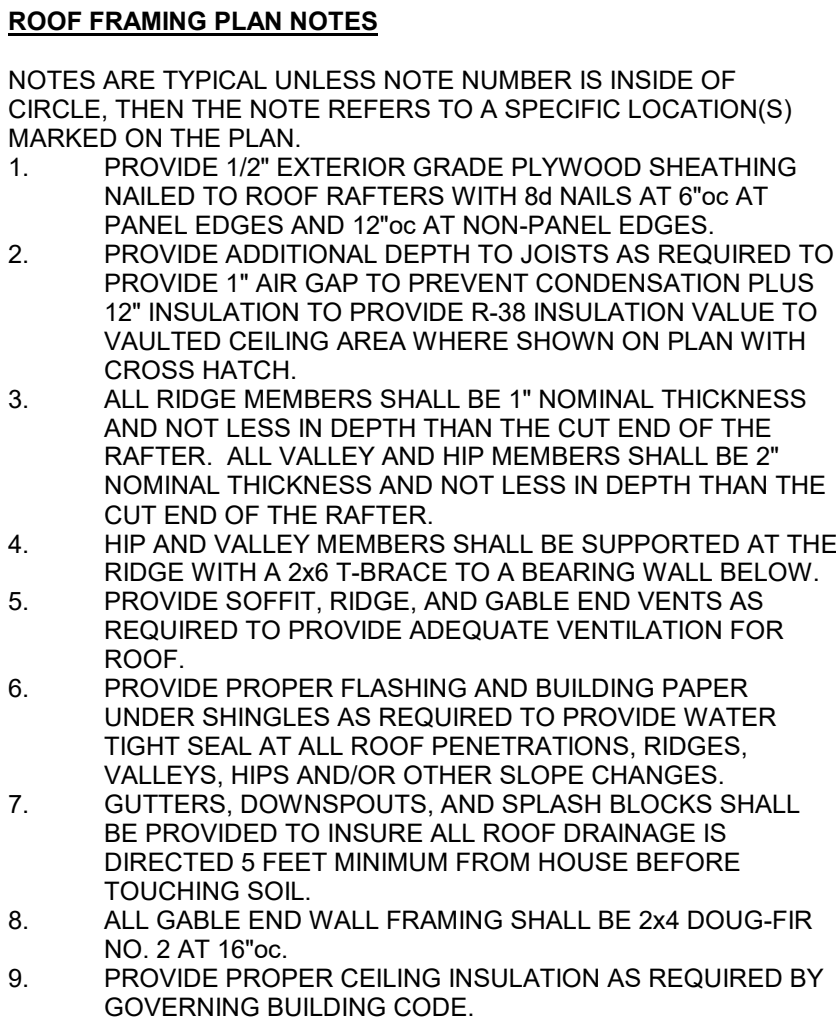 ROOF FRAMING PLAN NOTES
NOTES ARE TYPICAL UNLESS NOTE NUMBER IS INSIDE OF
CIRCLE, THEN THE NOTE REFERS TO A SPECIFIC LOCATION(S)
MARKED ON THE PLAN.
1. PROVIDE 1/2" EXTERIOR GRADE PLYWOOD SHEATHING
NAILED TO ROOF RAFTERS WITH 8d NAILS AT 6"oc AT
PANEL EDGES AND 12"oc AT NON-PANEL EDGES.
2. PROVIDE ADDITIONAL DEPTH TO JOISTS AS REQUIRED TO
PROVIDE 1" AIR GAP TO PREVENT CONDENSATION PLUS
12" INSULATION TO PROVIDE R-38 INSULATION VALUE TO
VAULTED CEILING AREA WHERE SHOWN ON PLAN WITH
CROSS HATCH.
3. ALL RIDGE MEMBERS SHALL BE 1" NOMINAL THICKNESS
AND NOT LESS IN DEPTH THAN THE CUT END OF THE
RAFTER. ALL VALLEY AND HIP MEMBERS SHALL BE 2"
NOMINAL THICKNESS AND NOT LESS IN DEPTH THAN THE
CUT END OF THE RAFTER.
4. HIP AND VALLEY MEMBERS SHALL BE SUPPORTED AT THE
RIDGE WITH A 2x6 T-BRACE TO A BEARING WALL BELOW.
5. PROVIDE SOFFIT, RIDGE, AND GABLE END VENTS AS
REQUIRED TO PROVIDE ADEQUATE VENTILATION FOR
ROOF.
6. PROVIDE PROPER FLASHING AND BUILDING PAPER
UNDER SHINGLES AS REQUIRED TO PROVIDE WATER
TIGHT SEAL AT ALL ROOF PENETRATIONS, RIDGES,
VALLEYS, HIPS AND/OR OTHER SLOPE CHANGES.
7. GUTTERS, DOWNSPOUTS, AND SPLASH BLOCKS SHALL
BE PROVIDED TO INSURE ALL ROOF DRAINAGE IS
DIRECTED 5 FEET MINIMUM FROM HOUSE BEFORE
TOUCHING SOIL.
8. ALL GABLE END WALL FRAMING SHALL BE 2x4 DOUG-FIR
NO. 2 AT 16"oc.
9. PROVIDE PROPER CEILING INSULATION AS REQUIRED BY
GOVERNING BUILDING CODE.